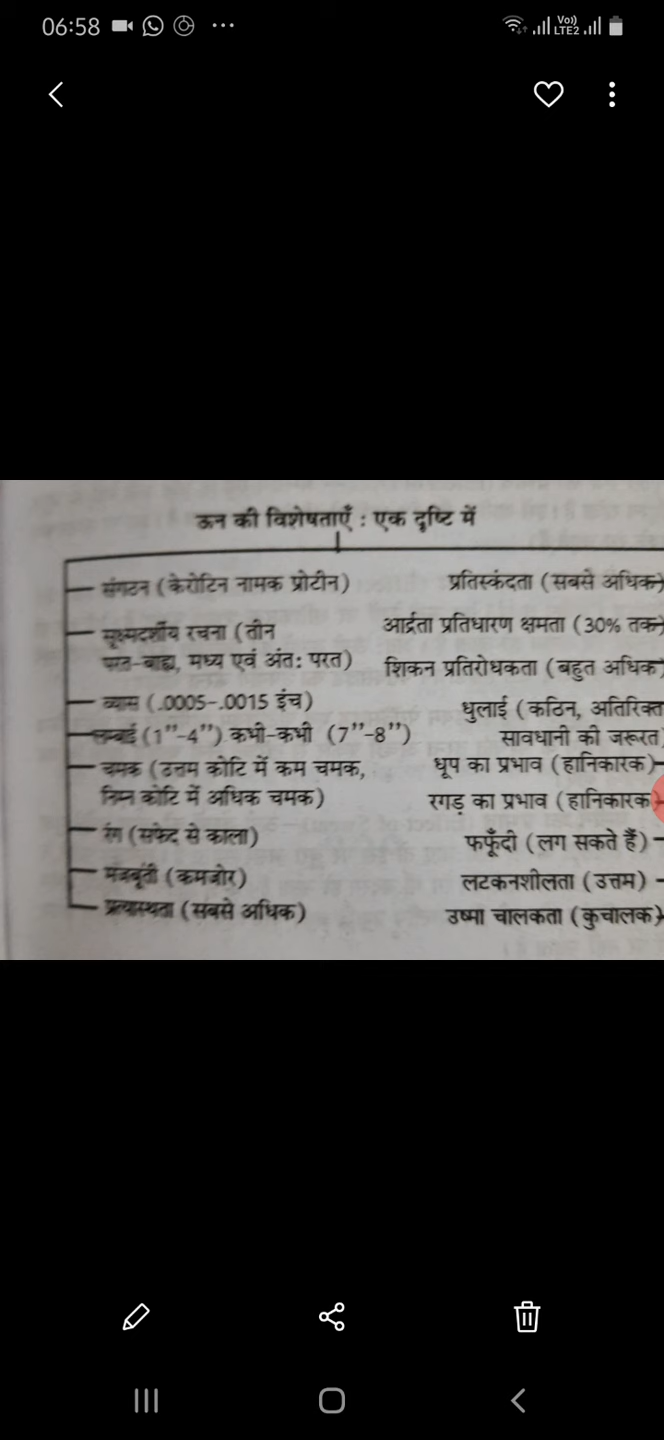 06:58
Vo))
LTE2
ऊन की विशेषताएँ : एक दृष्टि में
संगठन (केरोटिन नामक प्रोटीन)
सूक्ष्मदर्शीय रचना (तीन
परत-बाह्य, मध्य एवं अंतः परत)
व्यास (.0005-.0015 इंच)
लम्बाई (1”-4”) कभी-कभी (7”-8”)
चमक (उत्तम कोटि में कम चमक,
निम्न कोटि में अधिक चमक)
रंग (सफेद से काला)
मजबूती (कमजोर)
प्रत्यास्थता (सबसे अधिक)
प्रतिस्कंदता (सबसे अधिक)
आर्द्रता प्रतिधारण क्षमता (30% तक)
शिकन प्रतिरोधकता (बहुत अधिक)
धुलाई (कठिन, अतिरिक्त
सावधानी की जरूरत)
धूप का प्रभाव (हानिकारक)
रगड़ का प्रभाव (हानिकारक)
फफूँदी (लग सकते हैं)
लटकनशीलता (उत्तम)
उष्मा चालकता (कुचालक)